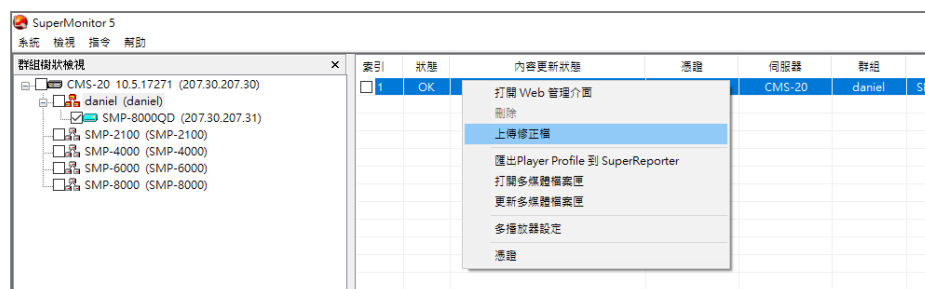 SuperMonitor 5
系統 檢視 指令 幫助
群組樹狀檢視
CMS-20 10.5.17271 (207.30.207.30)
daniel (daniel)
SMP-8000QD (207.30.207.31)
SMP-2100 (SMP-2100)
SMP-4000 (SMP-4000)
SMP-6000 (SMP-6000)
SMP-8000 (SMP-8000)
索引 狀態 內容更新狀態 憑證 伺服器 群組
1 OK CMS-20 daniel S
打開 Web 管理介面
刪除
上傳修正檔
匯出Player Profile 到 SuperReporter
打開多媒體檔案匣
更新多媒體檔案匣
多播放器設定
憑證